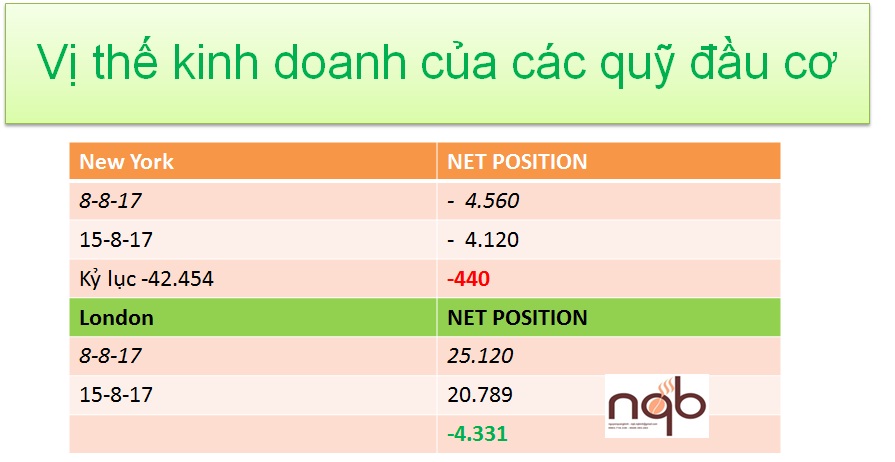 Vị thế kinh doanh của các quỹ đầu cơ
New York NET POSITION
8-8-17 - 4.560
15-8-17 - 4.120
Kỷ lục -42.454 -440
London NET POSITION
8-8-17 25.120
15-8-17 20.789
nqb
-4.331